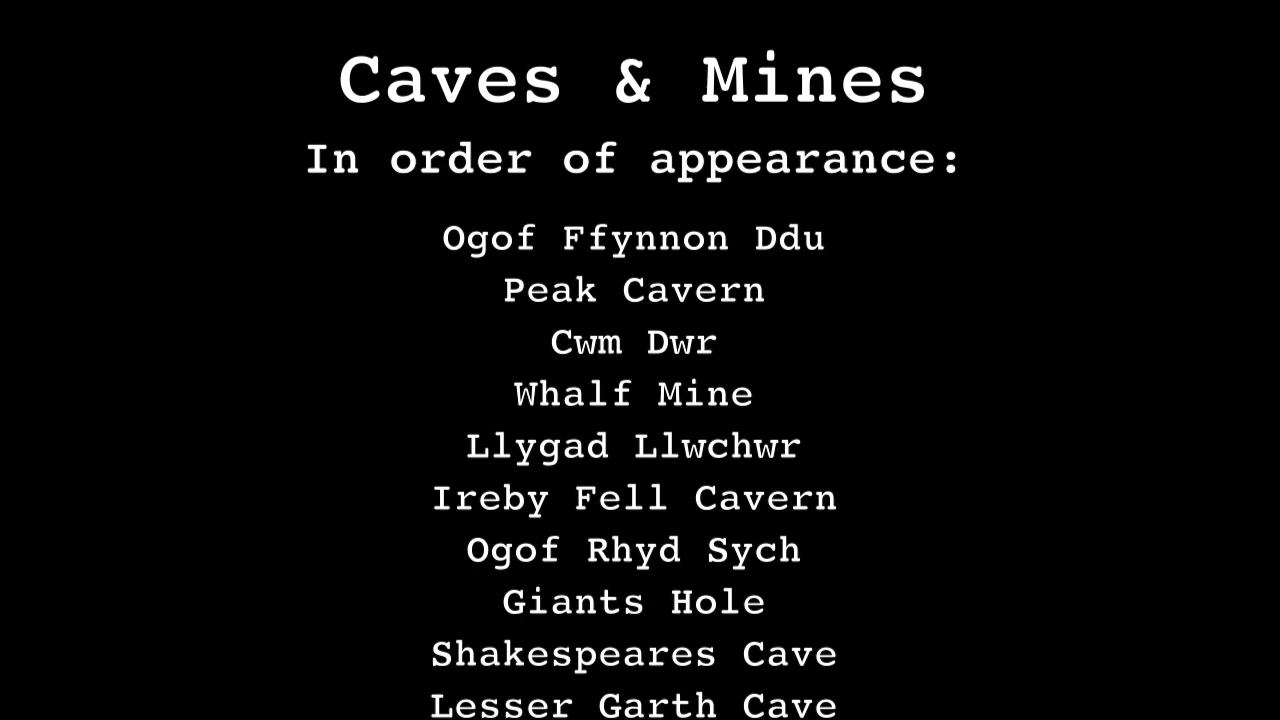 Caves & Mines
In order of appearance:
Ogof Ffynnon Ddu
Peak Cavern
Cwm Dwr
Whalf Mine
Llygad Llwchwr
Ireby Fell Cavern
Ogof Rhyd Sych
Giants Hole
Shakespeares Cave
Lesser Garth Cave